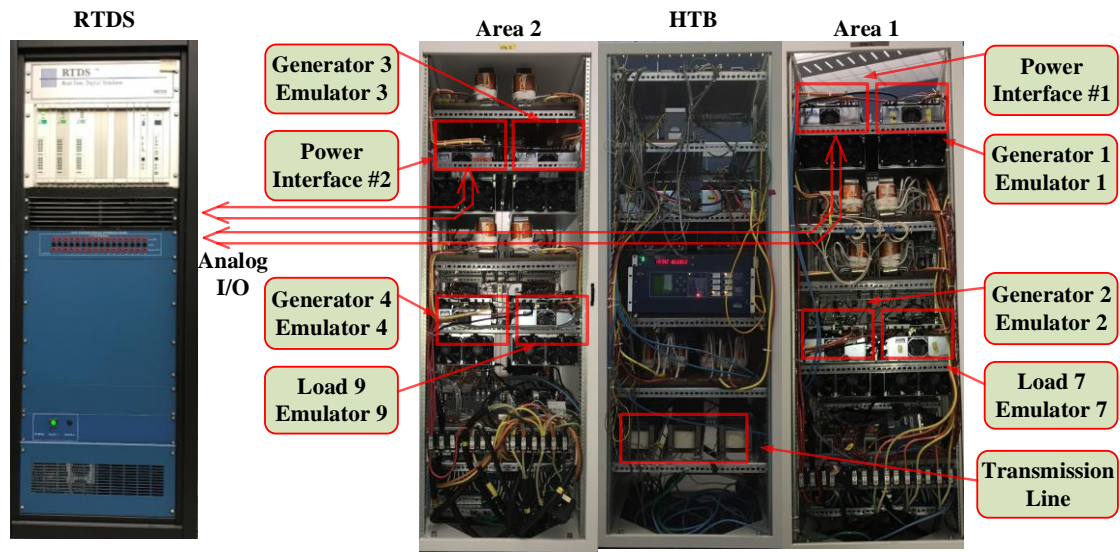 RTDS
Area 2
HTB
Area 1
RTDS
Generator 3
Emulator 3
Power
Interface #2
Analog
I/O
Generator 4
Emulator 4
Load 9
Emulator 9
Power
Interface #1
Generator 1
Emulator 1
Generator 2
Emulator 2
Load 7
Emulator 7
Transmission
Line